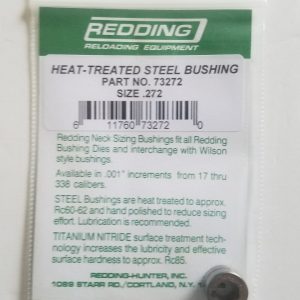 REDDING
RELOADING EQUIPMENT
HEAT-TREATED STEEL BUSHING
PART NO. 73272
SIZE .272
6 11760 73272 0
Redding Neck Sizing Bushings fit all Redding
Bushing Dies and interchange with Wilson
style bushings.
Available in .001" increments from 17 thru
338 calibers.
STEEL Bushings are heat treated to approx.
Rc60-62 and hand polished to reduce sizing
effort. Lubrication is recommended.
TITANIUM NITRIDE surface treatment tech-
nology increases the lubricity and effective
surface hardness to approx. Rc85.
REDDING-HUNTER, INC.
1089 STARR RD./CORTLAND, N.Y.